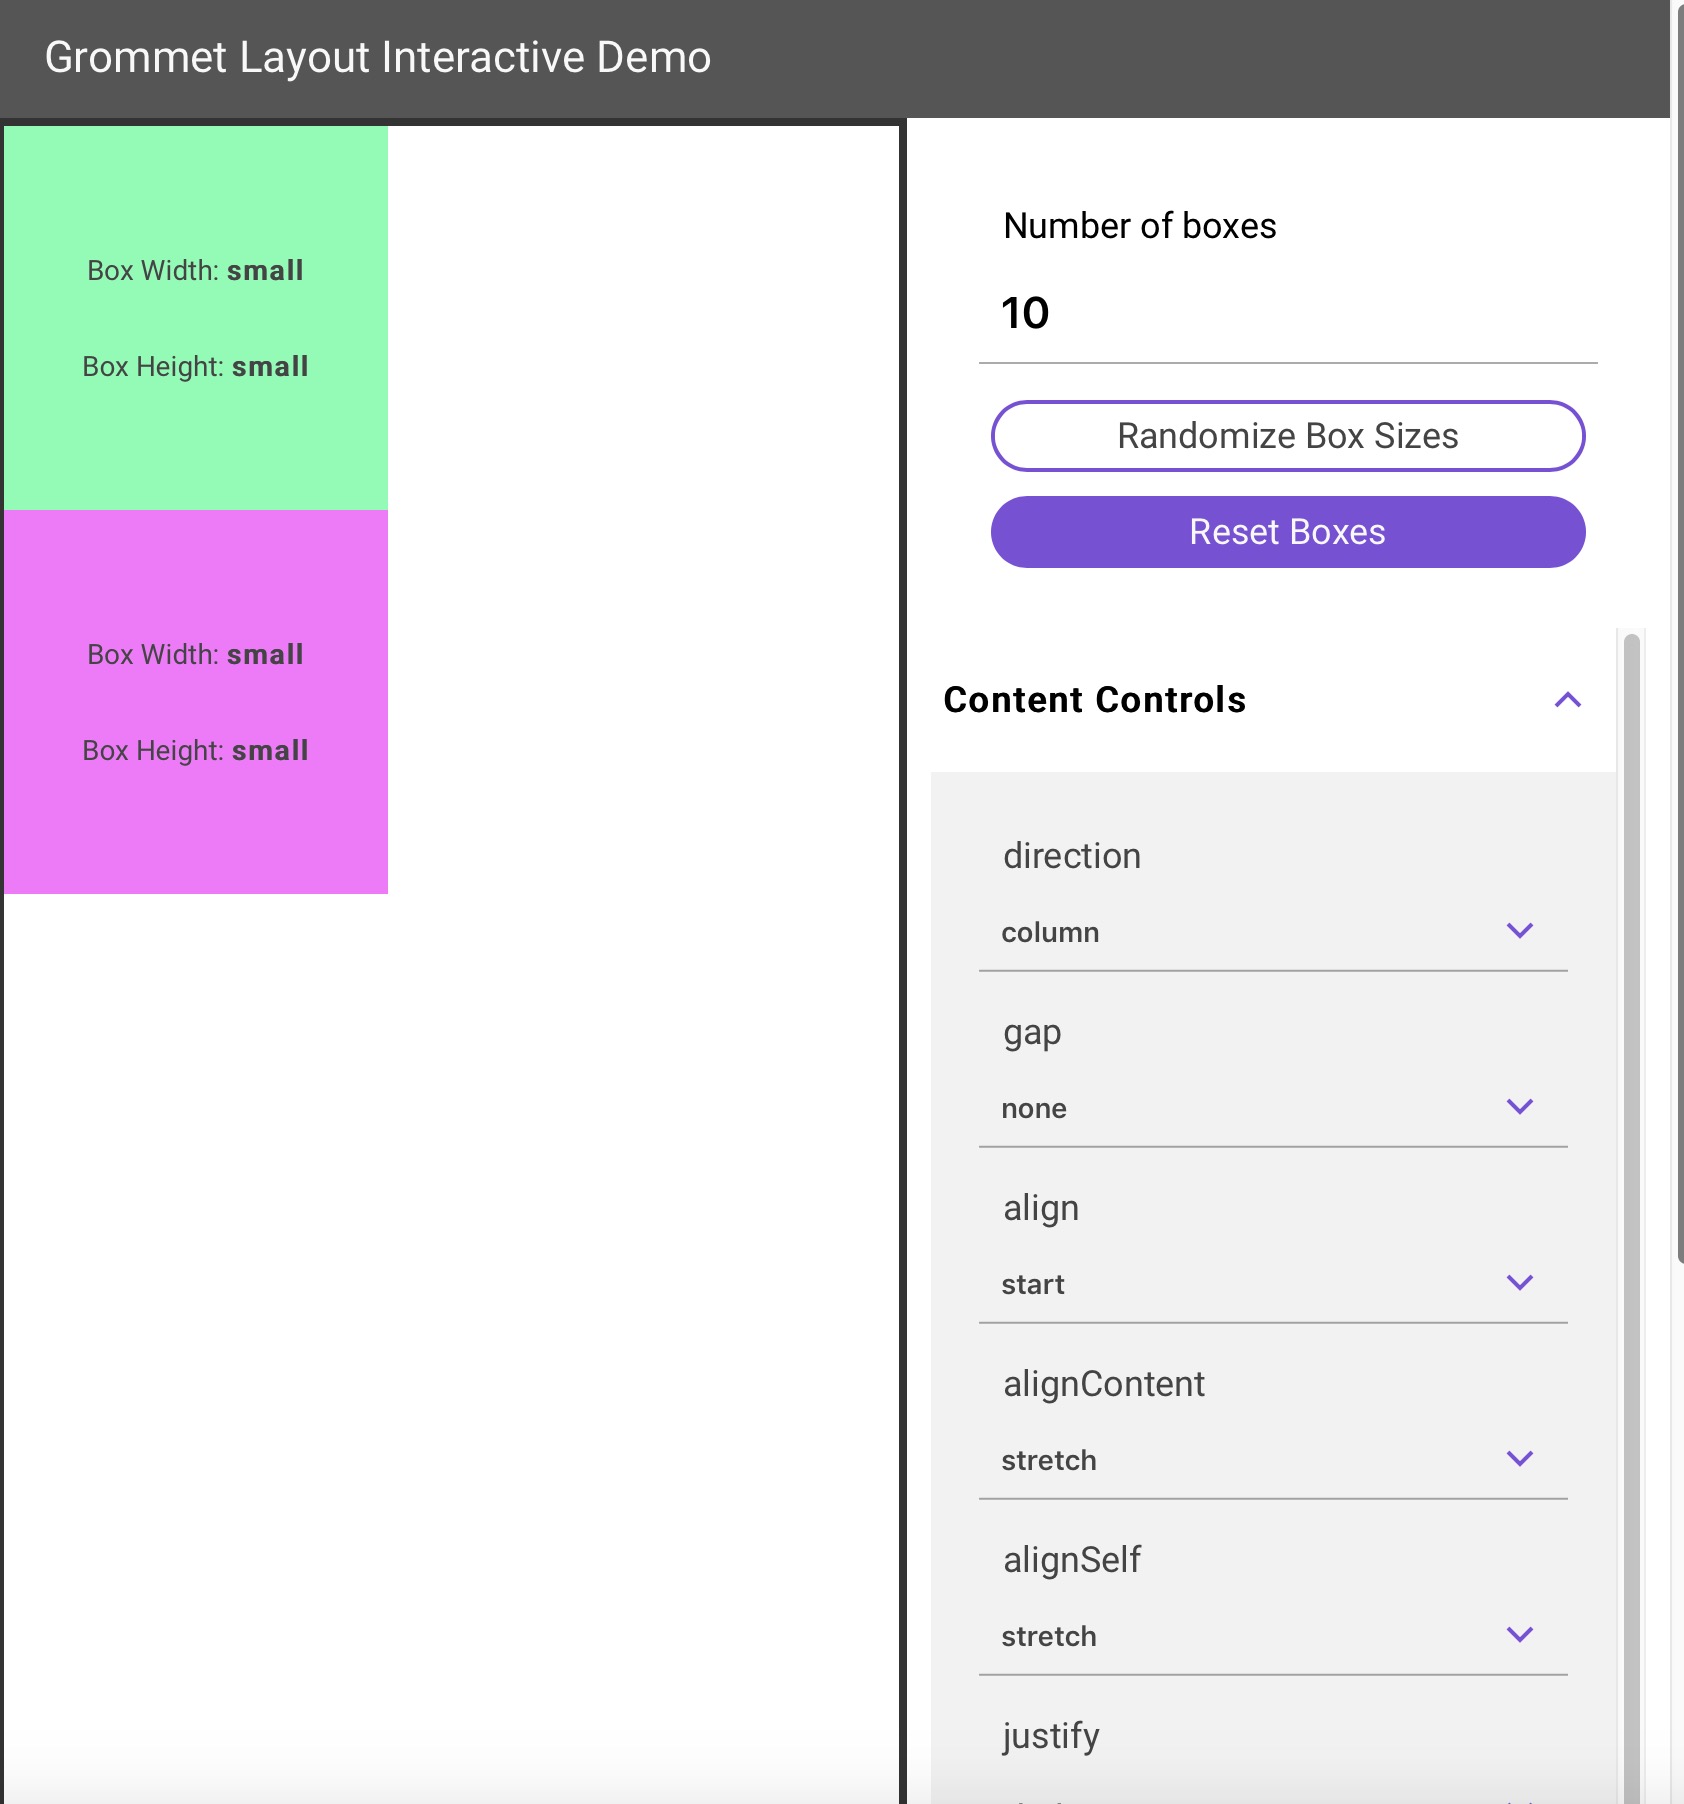 Grommet Layout Interactive Demo
Box Width: small
Box Height: small
Box Width: small
Box Height: small
Number of boxes
10
Randomize Box Sizes
Reset Boxes
Content Controls
direction
column
gap
none
align
start
alignContent
stretch
alignSelf
stretch
justify